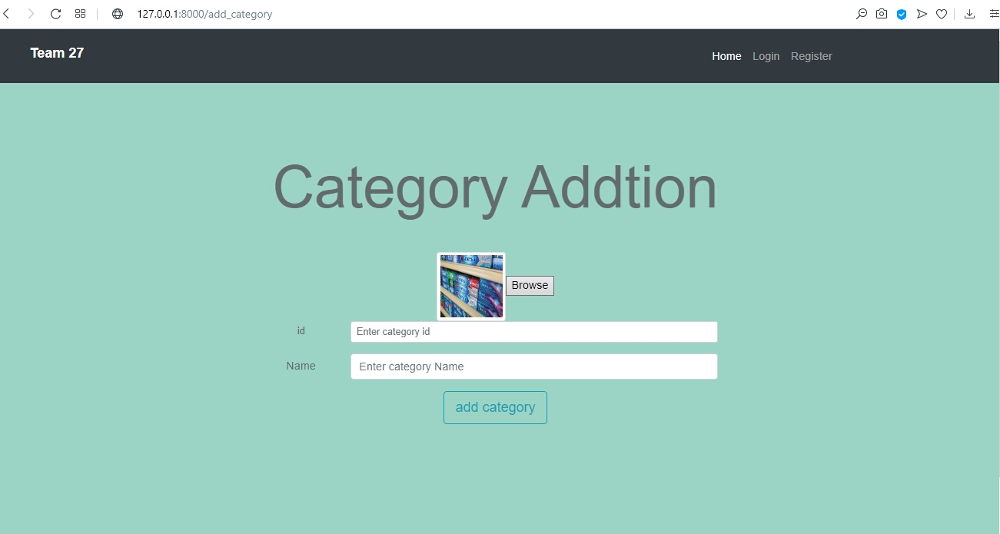 127.0.0.1:8000/add_category
Team 27
Home Login Register
Category Addtion
Browse
id Enter category id
Name Enter category Name
add category